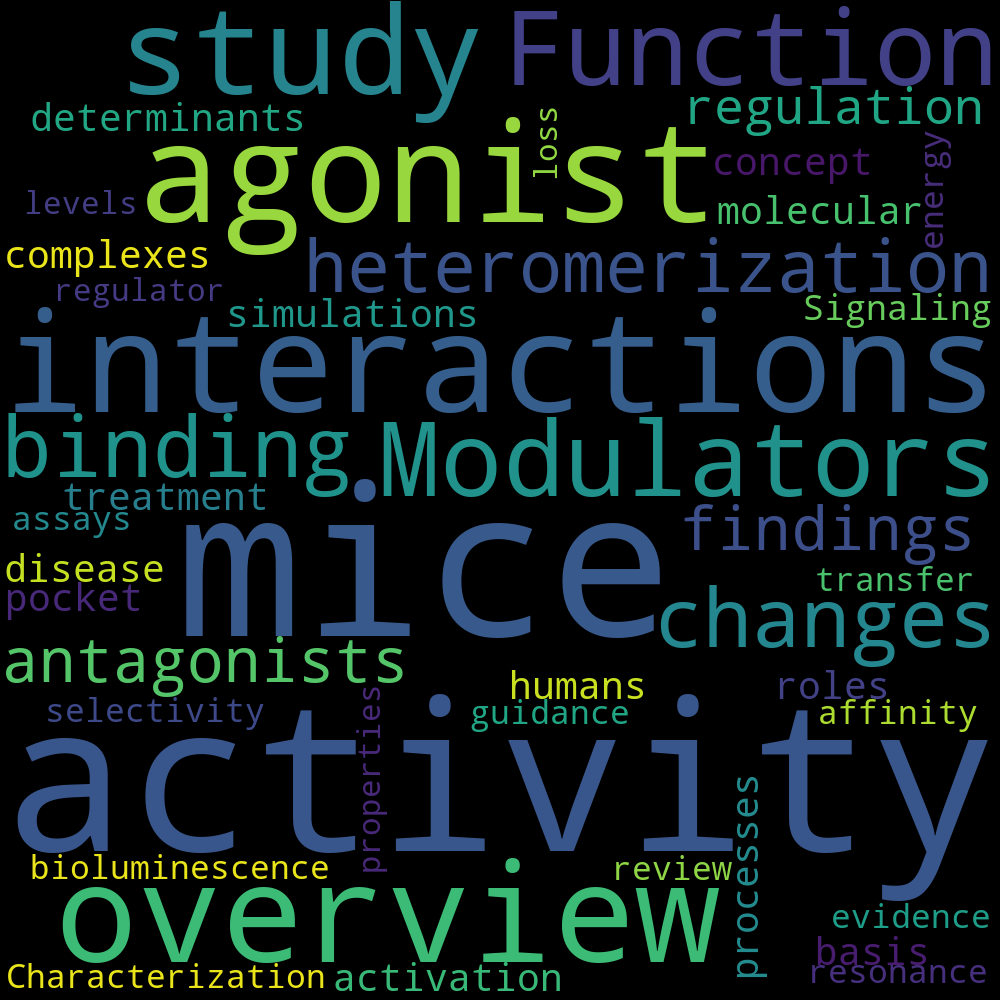 study
Function
determinants
loss
regulation
agonist
concept
energy
levels
molecular
complexes
heteromerization
regulator
simulations
Signaling
interactions
binding
Modulators
treatment
assays
mice
findings
disease
pocket
transfer
changes
antagonists
humans
roles
selectivity
properties
guidance
affinity
activity
processes
bioluminescence
review
overview
evidence
basis
Characterization
activation
resonance